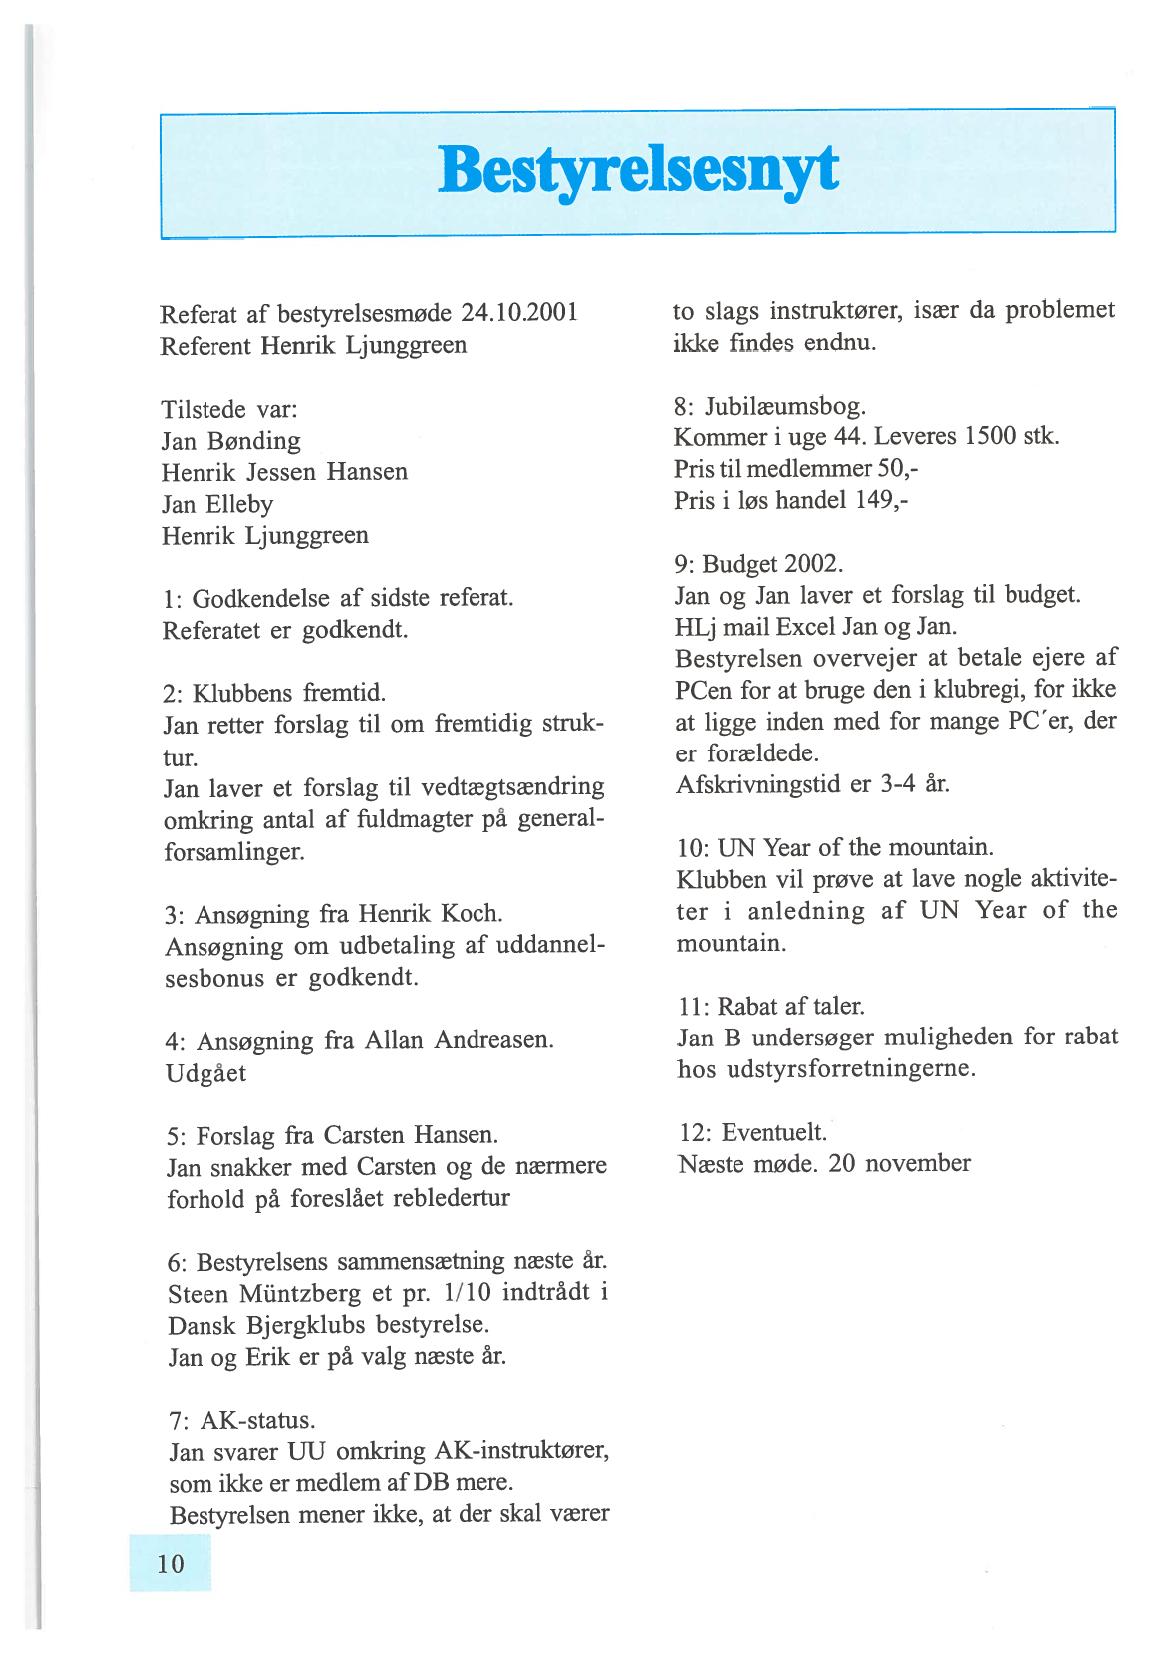 Bestyrelsesnyt
Referat af bestyrelsesmøde 24.10.2001
Referent Henrik Ljunggreen
Tilstede var:
Jan Bønding
Henrik Jessen Hansen
Jan Elleby
Henrik Ljunggreen
1: Godkendelse af sidste referat.
Referatet er godkendt.
2: Klubbens fremtid.
Jan retter forslag til om fremtidig struk-
tur.
Jan laver et forslag til vedtægtsændring
omkring antal af fuldmagter på general-
forsamlinger.
3: Ansøgning fra Henrik Koch.
Ansøgning om udbetaling af uddannel-
sesbonus er godkendt.
4: Ansøgning fra Allan Andreasen.
Udgået
5: Forslag fra Carsten Hansen.
Jan snakker med Carsten og de nærmere
forhold på foreslået rebledertur
6: Bestyrelsens sammensætning næste år.
Steen Müntzberg et pr. 1/10 indtrådt i
Dansk Bjergklubs bestyrelse.
Jan og Erik er på valg næste år.
7: AK-status.
Jan svarer UU omkring AK-instruktører,
som ikke er medlem af DB mere.
Bestyrelsen mener ikke, at der skal værer
to slags instruktører, især da problemet
ikke findes endnu.
8: Jubilæumsbog.
Kommer i uge 44. Leveres 1500 stk.
Pris til medlemmer 50,-
Pris i løs handel 149,-
9: Budget 2002.
Jan og Jan laver et forslag til budget.
HLj mail Excel Jan og Jan.
Bestyrelsen overvejer at betale ejere af
PCen for at bruge den i klubregi, for ikke
at ligge inden med for mange PC´er, der
er forældede.
Afskrivningstid er 3-4 år.
10: UN Year of the mountain.
Klubben vil prøve at lave nogle aktivite-
ter i anledning af UN Year of the
mountain.
11: Rabat af taler.
Jan B undersøger muligheden for rabat
hos udstyrsforretningerne.
12: Eventuelt.
Næste møde. 20 november
10